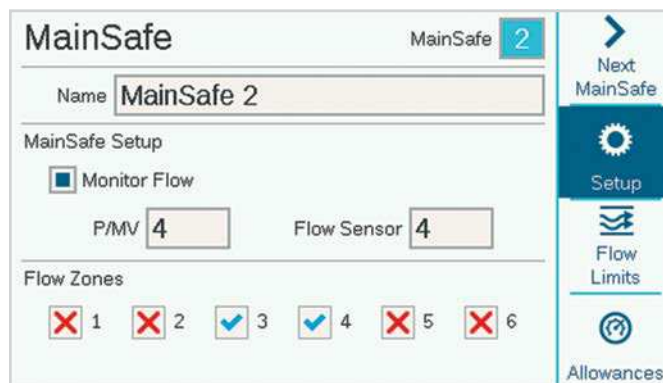 MainSafe
MainSafe 2
Name MainSafe 2
MainSafe Setup
Monitor Flow
P/MV 4 Flow Sensor 4
Flow Zones
1 2 3 4 5 6
Next
MainSafe
Setup
Flow
Limits
Allowances